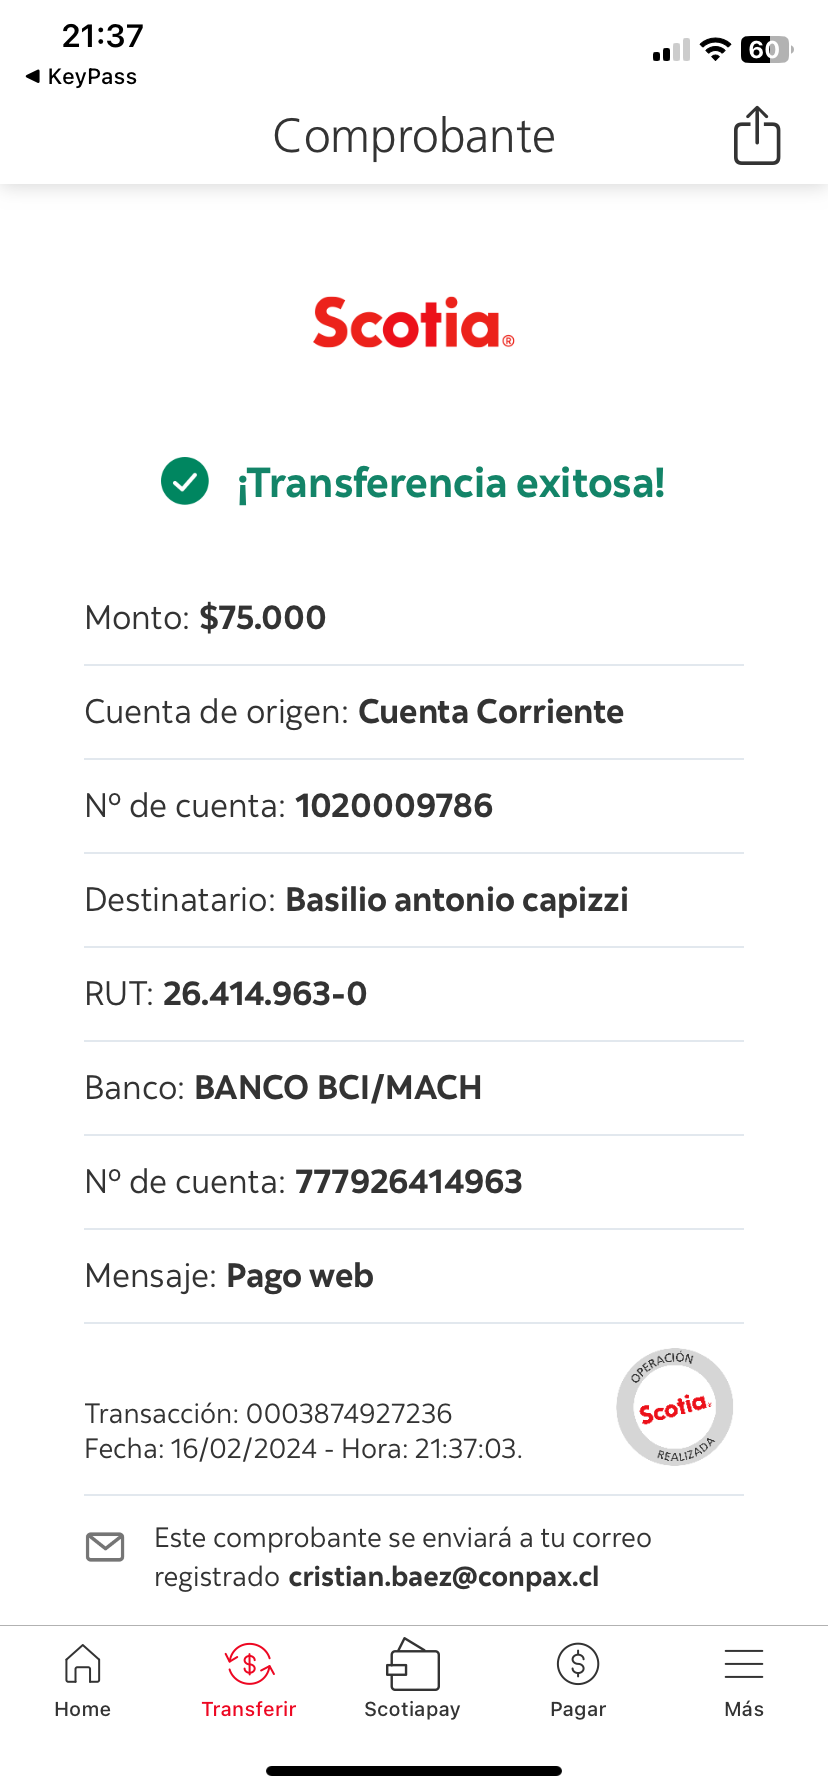 21:37
60
◀ KeyPass
Comprobante
Scotia®
¡Transferencia exitosa!
Monto: $75.000
Cuenta de origen: Cuenta Corriente
Nº de cuenta: 1020009786
Destinatario: Basilio antonio capizzi
RUT: 26.414.963-0
Banco: BANCO BCI/MACH
Nº de cuenta: 777926414963
Mensaje: Pago web
Transacción: 0003874927236
Fecha: 16/02/2024 - Hora: 21:37:03.
OPERACIÓN
Scotia®
REALIZADA
Este comprobante se enviará a tu correo
registrado cristian.baez@conpax.cl
Home
Transferir
Scotiapay
Pagar
Más